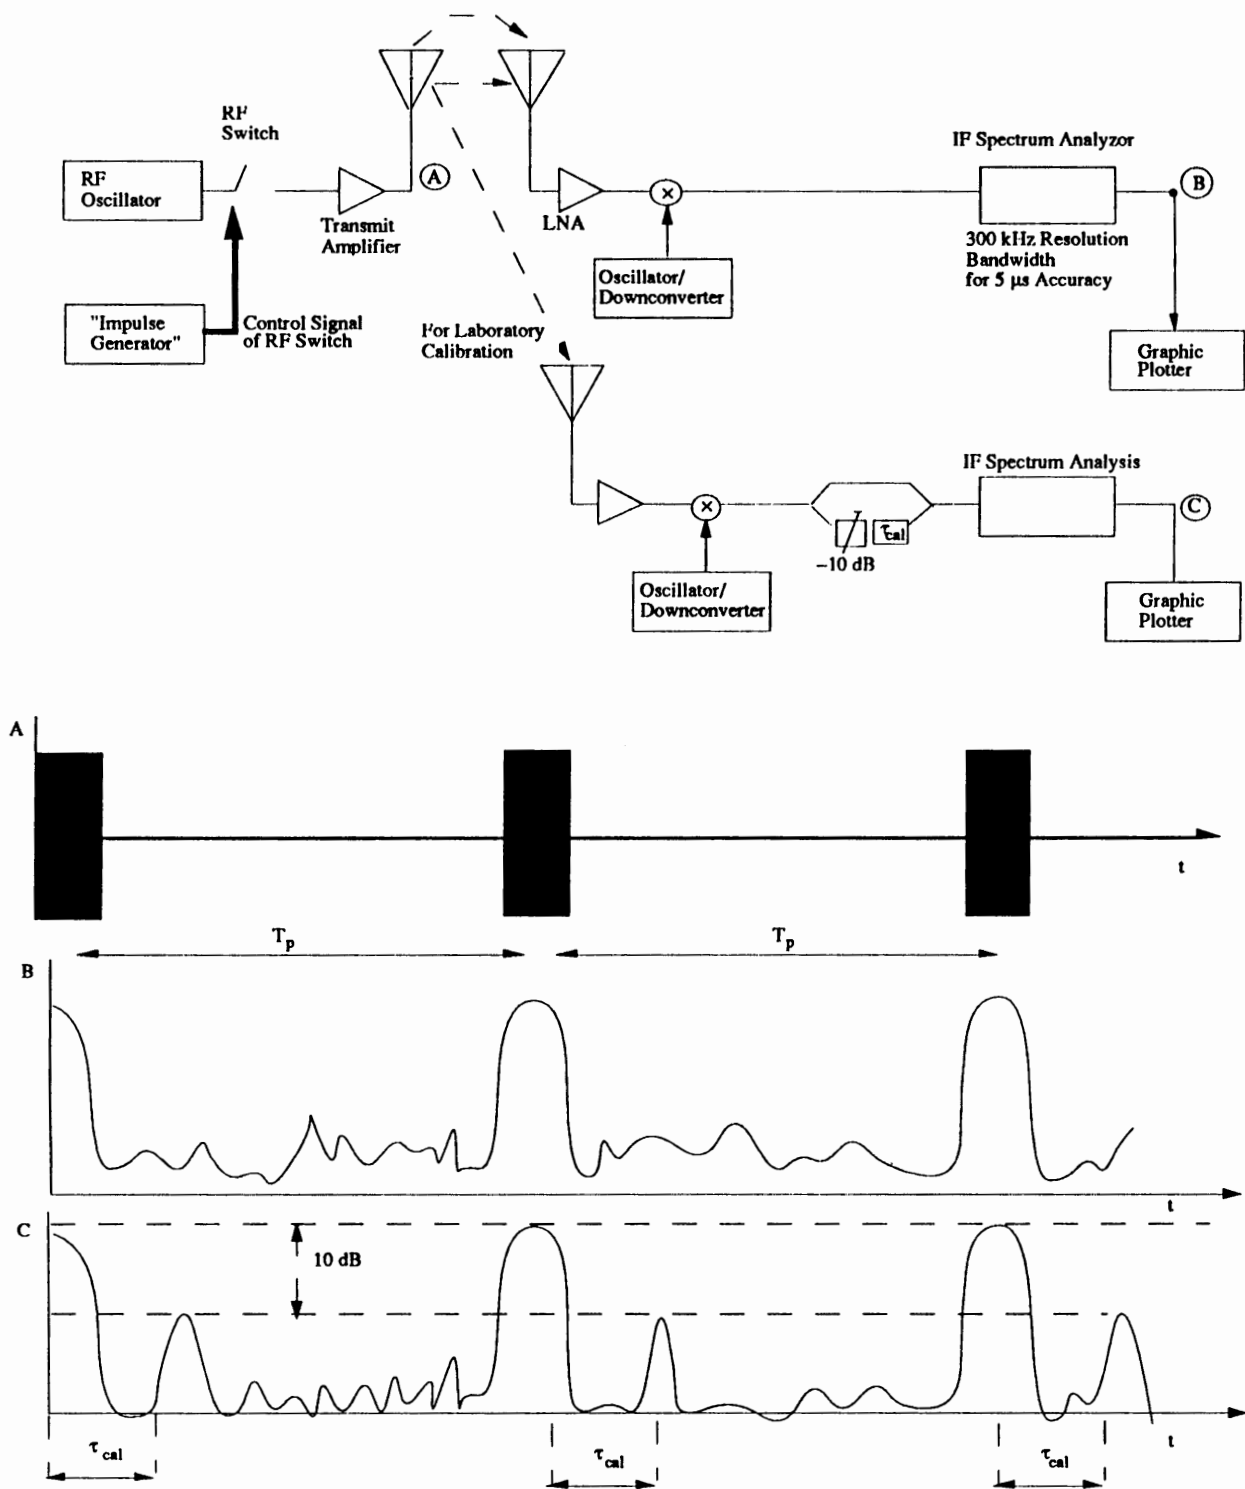 RF
Switch
RF
Oscillator
A
Transmit
Amplifier
LNA
×
IF Spectrum Analyzor
B
300 kHz Resolution
Bandwidth
for 5 μs Accuracy
Oscillator/
Downconverter
"Impulse
Generator"
Control Signal
of RF Switch
For Laboratory
Calibration
Graphic
Plotter
IF Spectrum Analysis
×
C
τcal
–10 dB
Oscillator/
Downconverter
Graphic
Plotter
A
t
Tp
Tp
B
t
C
10 dB
t
τcal
τcal
τcal